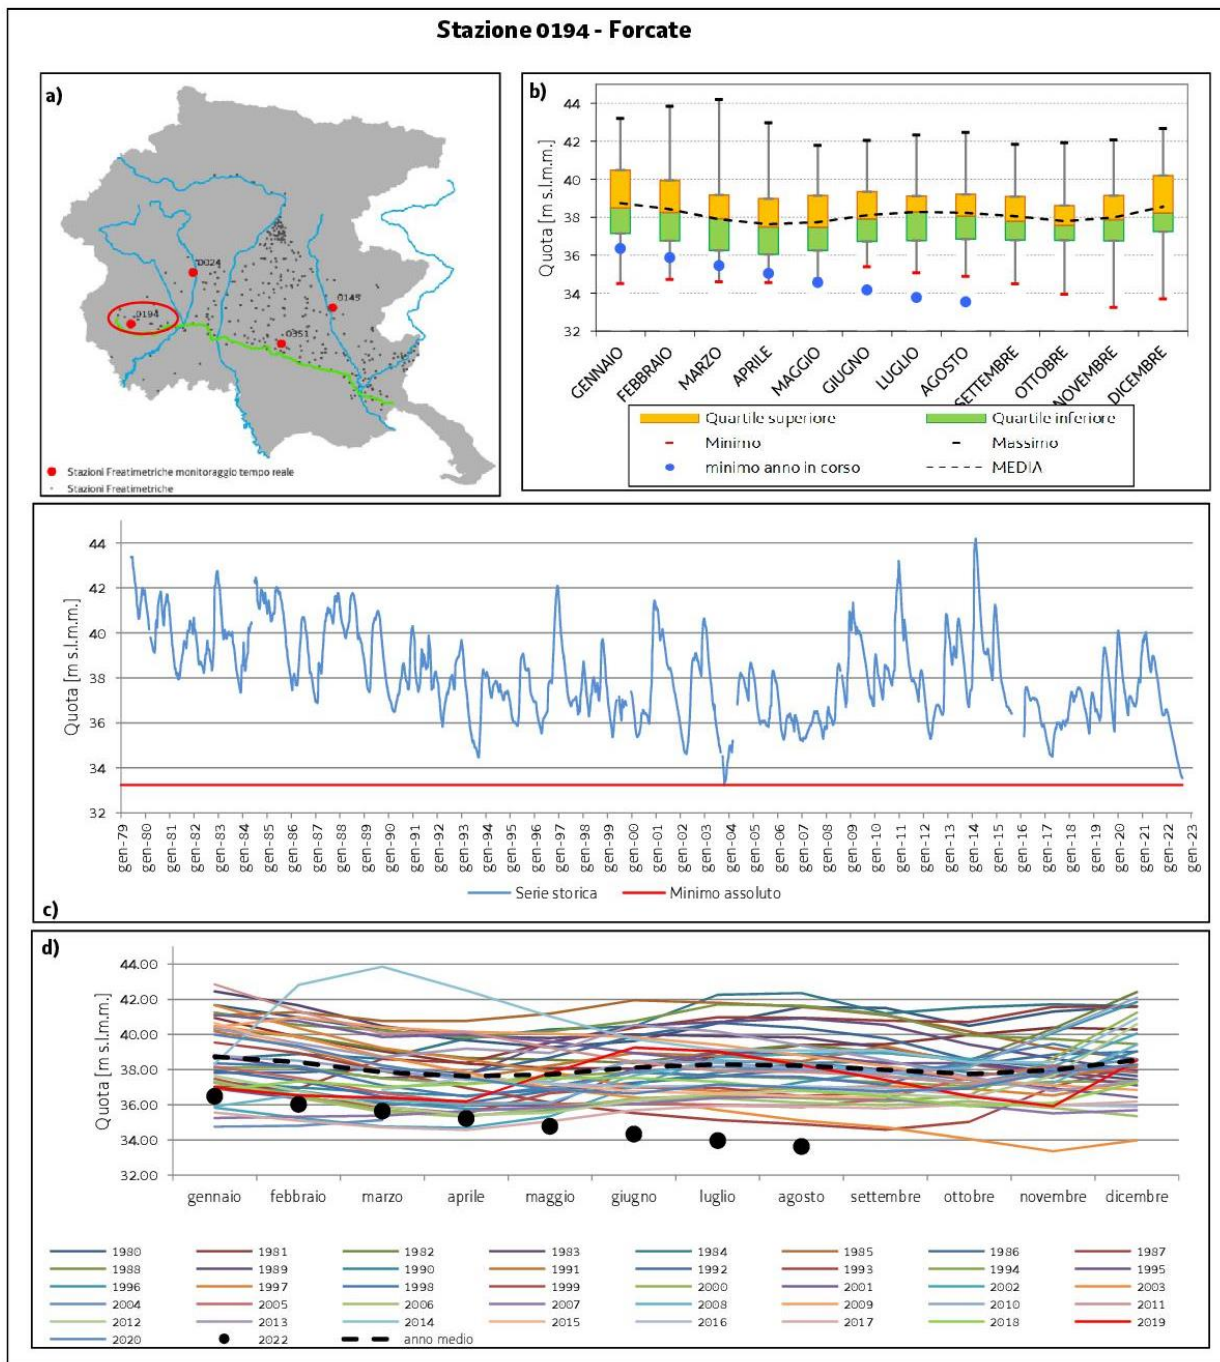 Stazione 0194 - Forcate
a)
0024
0194
0145
0351
Stazioni Freatimetriche monitoraggio tempo reale
Stazioni Freatimetriche
b)
Quota [m s.l.m.m.]
44
42
40
38
36
34
32
GENNAIO
FEBBRAIO
MARZO
APRILE
MAGGIO
GIUGNO
LUGLIO
AGOSTO
SETTEMBRE
OTTOBRE
NOVEMBRE
DICEMBRE
Quartile superiore Quartile inferiore
Minimo Massimo
minimo anno in corso MEDIA
Quota [m s.l.m.m.]
44
42
40
38
36
34
32
gen-79
gen-80
gen-81
gen-82
gen-83
gen-84
gen-85
gen-86
gen-87
gen-88
gen-89
gen-90
gen-91
gen-92
gen-93
gen-94
gen-95
gen-96
gen-97
gen-98
gen-99
gen-00
gen-01
gen-02
gen-03
gen-04
gen-05
gen-06
gen-07
gen-08
gen-09
gen-10
gen-11
gen-12
gen-13
gen-14
gen-15
gen-16
gen-17
gen-18
gen-19
gen-20
gen-21
gen-22
gen-23
Serie storica Minimo assoluto
c)
d)
Quota [m s.l.m.m.]
44.00
42.00
40.00
38.00
36.00
34.00
32.00
gennaio febbraio marzo aprile maggio giugno luglio agosto settembre ottobre novembre dicembre
1980 1981 1982 1983 1984 1985 1986 1987
1988 1989 1990 1991 1992 1993 1994 1995
1996 1997 1998 1999 2000 2001 2002 2003
2004 2005 2006 2007 2008 2009 2010 2011
2012 2013 2014 2015 2016 2017 2018 2019
2020 2022 anno medio